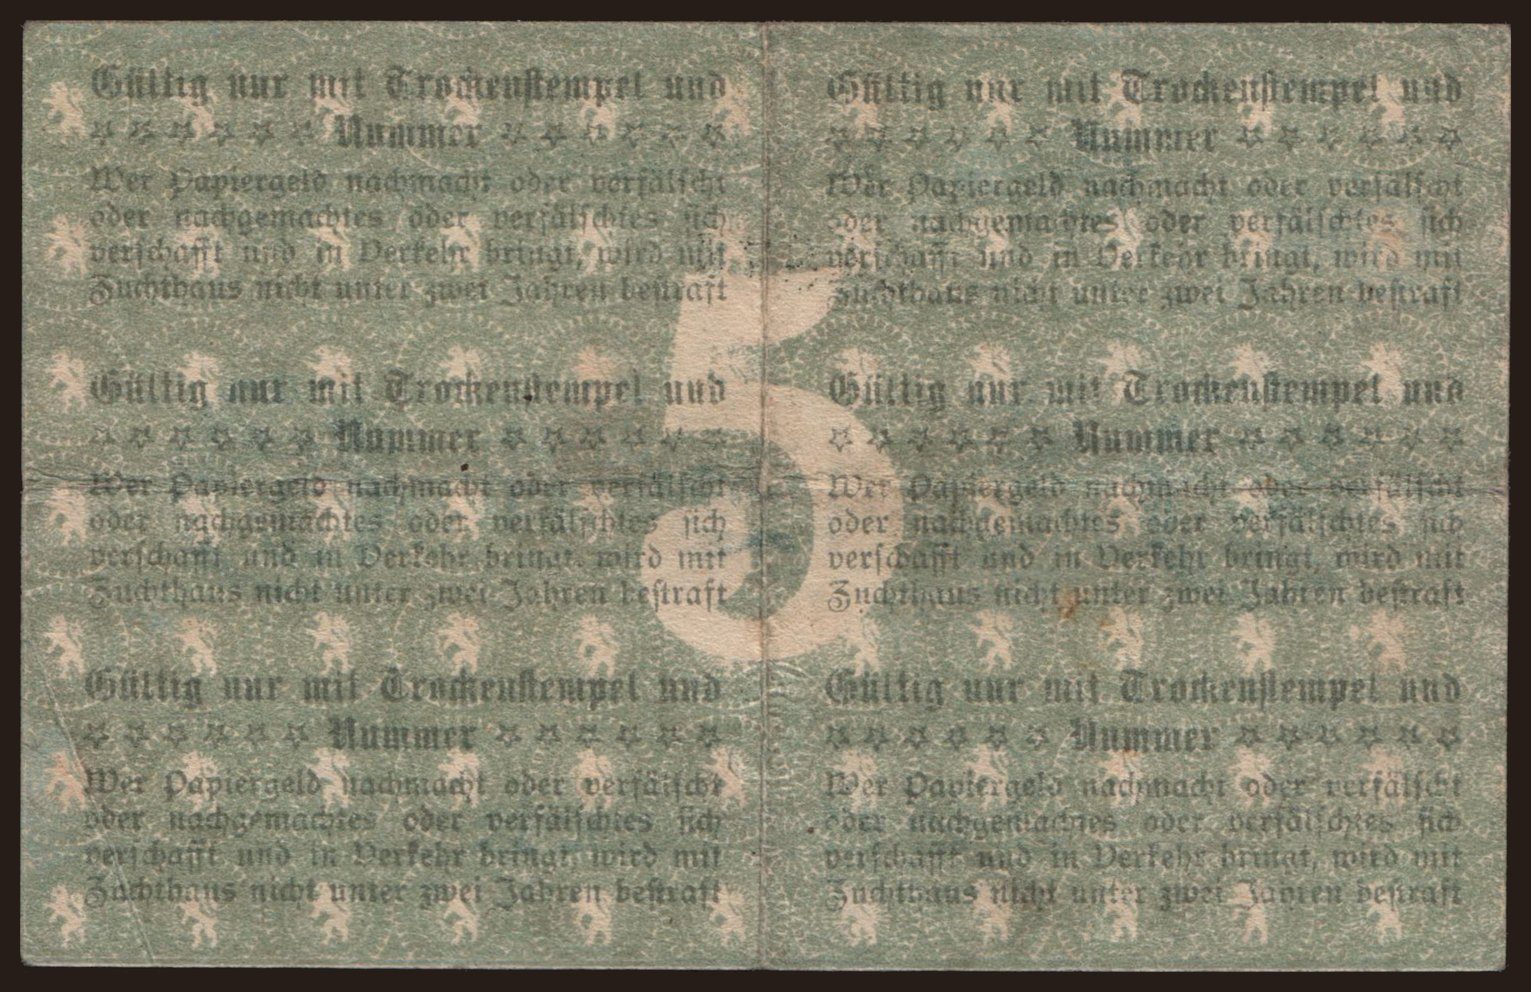 Gültig nur mit Trockenstempel und
☆ ☆ ☆ ☆ ☆ ☆ Nummer ☆ ☆ ☆ ☆ ☆ ☆
Wer Papiergeld nachmacht oder verfälscht
oder nachgemachtes oder verfälschtes sich
verschafft und in Verkehr bringt, wird mit
Zuchthaus nicht unter zwei Jahren bestraft
Gültig nur mit Trockenstempel und
☆ ☆ ☆ ☆ ☆ ☆ Nummer ☆ ☆ ☆ ☆ ☆ ☆
Wer Papiergeld nachmacht oder verfälscht
oder nachgemachtes oder verfälschtes sich
verschafft und in Verkehr bringt, wird mit
Zuchthaus nicht unter zwei Jahren bestraft
5
Gültig nur mit Trockenstempel und
☆ ☆ ☆ ☆ ☆ ☆ Nummer ☆ ☆ ☆ ☆ ☆ ☆
Wer Papiergeld nachmacht oder verfälscht
oder nachgemachtes oder verfälschtes sich
verschafft und in Verkehr bringt, wird mit
Zuchthaus nicht unter zwei Jahren bestraft
Gültig nur mit Trockenstempel und
☆ ☆ ☆ ☆ ☆ ☆ Nummer ☆ ☆ ☆ ☆ ☆ ☆
Wer Papiergeld nachmacht oder verfälscht
oder nachgemachtes oder verfälschtes sich
verschafft und in Verkehr bringt, wird mit
Zuchthaus nicht unter zwei Jahren bestraft
Gültig nur mit Trockenstempel und
☆ ☆ ☆ ☆ ☆ ☆ Nummer ☆ ☆ ☆ ☆ ☆ ☆
Wer Papiergeld nachmacht oder verfälscht
oder nachgemachtes oder verfälschtes sich
verschafft und in Verkehr bringt, wird mit
Zuchthaus nicht unter zwei Jahren bestraft
Gültig nur mit Trockenstempel und
☆ ☆ ☆ ☆ ☆ ☆ Nummer ☆ ☆ ☆ ☆ ☆ ☆
Wer Papiergeld nachmacht oder verfälscht
oder nachgemachtes oder verfälschtes sich
verschafft und in Verkehr bringt, wird mit
Zuchthaus nicht unter zwei Jahren bestraft